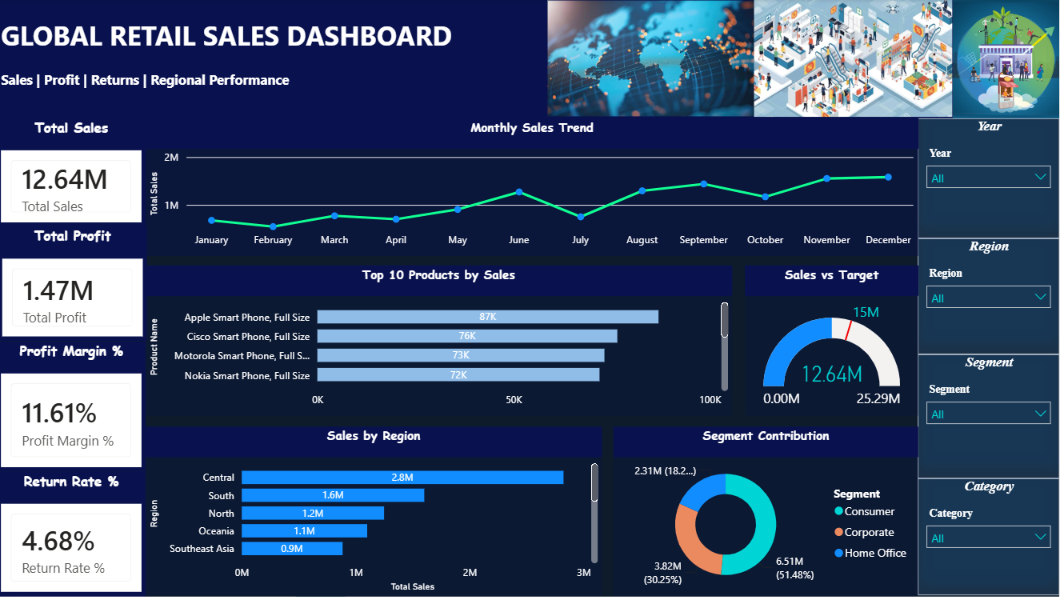 GLOBAL RETAIL SALES DASHBOARD
Sales | Profit | Returns | Regional Performance
Total Sales
12.64M
Total Sales
Total Profit
1.47M
Total Profit
Profit Margin %
11.61%
Profit Margin %
Return Rate %
4.68%
Return Rate %
Monthly Sales Trend
Total Sales
2M
1M
January February March April May June July August September October November December
Top 10 Products by Sales
Product Name
Apple Smart Phone, Full Size 87K
Cisco Smart Phone, Full Size 76K
Motorola Smart Phone, Full S... 73K
Nokia Smart Phone, Full Size 72K
0K 50K 100K
Sales vs Target
15M
12.64M
0.00M 25.29M
Sales by Region
Region
Central 2.8M
South 1.6M
North 1.2M
Oceania 1.1M
Southeast Asia 0.9M
0M 1M 2M 3M
Total Sales
Segment Contribution
2.31M (18.2...)
3.82M
(30.25%)
6.51M
(51.48%)
Segment
Consumer
Corporate
Home Office
Year
Year
All
Region
Region
All
Segment
Segment
All
Category
Category
All